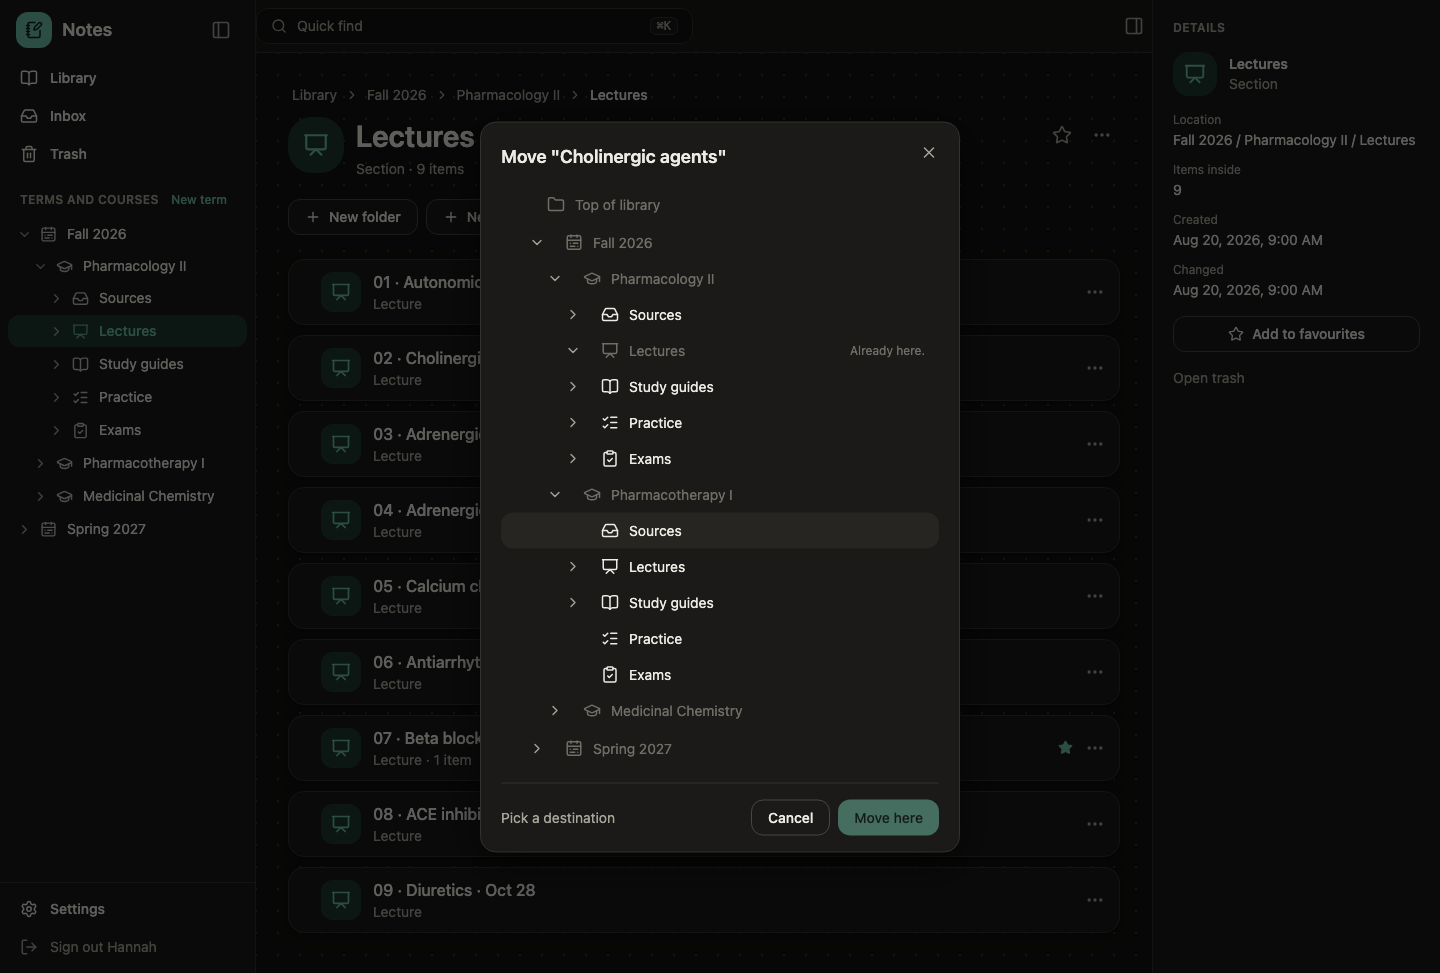 Notes
Library
Inbox
Trash
TERMS AND COURSES New term
Fall 2026
Pharmacology II
Sources
Lectures
Study guides
Practice
Exams
Pharmacotherapy I
Medicinal Chemistry
Spring 2027
Settings
Sign out Hannah
Quick find ⌘K
Library > Fall 2026 > Pharmacology II > Lectures
Lectures
Section · 9 items
+ New folder
+
01 · Autonomic
Lecture
02 ·
Lecture
03 ·
Lecture
04 ·
Lecture
05 · Calcium
Lecture
06 ·
Lecture
07 · Beta
Lecture · 1 item
08 · ACE
Lecture
09 · Diuretics · Oct 28
Lecture
Move "Cholinergic agents"
Top of library
Fall 2026
Pharmacology II
Sources
Lectures Already here.
Study guides
Practice
Exams
Pharmacotherapy I
Sources
Lectures
Study guides
Practice
Exams
Medicinal Chemistry
Spring 2027
Pick a destination Cancel Move here
DETAILS
Lectures
Section
Location
Fall 2026 / Pharmacology II / Lectures
Items inside
9
Created
Aug 20, 2026, 9:00 AM
Changed
Aug 20, 2026, 9:00 AM
Add to favourites
Open trash